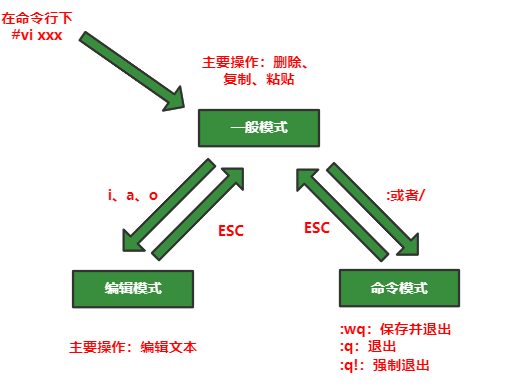 在命令行下
#vi xxx
主要操作：删除、
复制、粘贴
一般模式
i、a、o
ESC
ESC
:或者/
编辑模式
命令模式
主要操作：编辑文本
:wq：保存并退出
:q：退出
:q!：强制退出